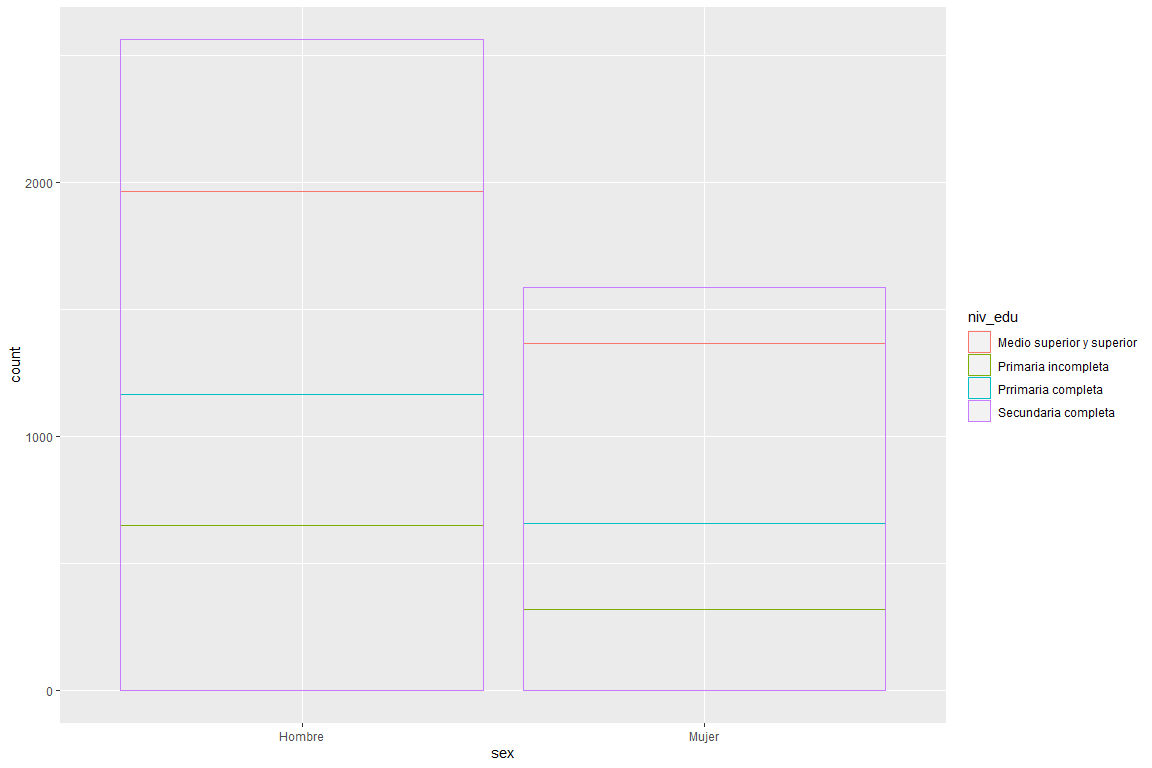 2000
1000
0
count
Hombre
Mujer
sex
niv_edu
Medio superior y superior
Primaria incompleta
Prrimaria completa
Secundaria completa